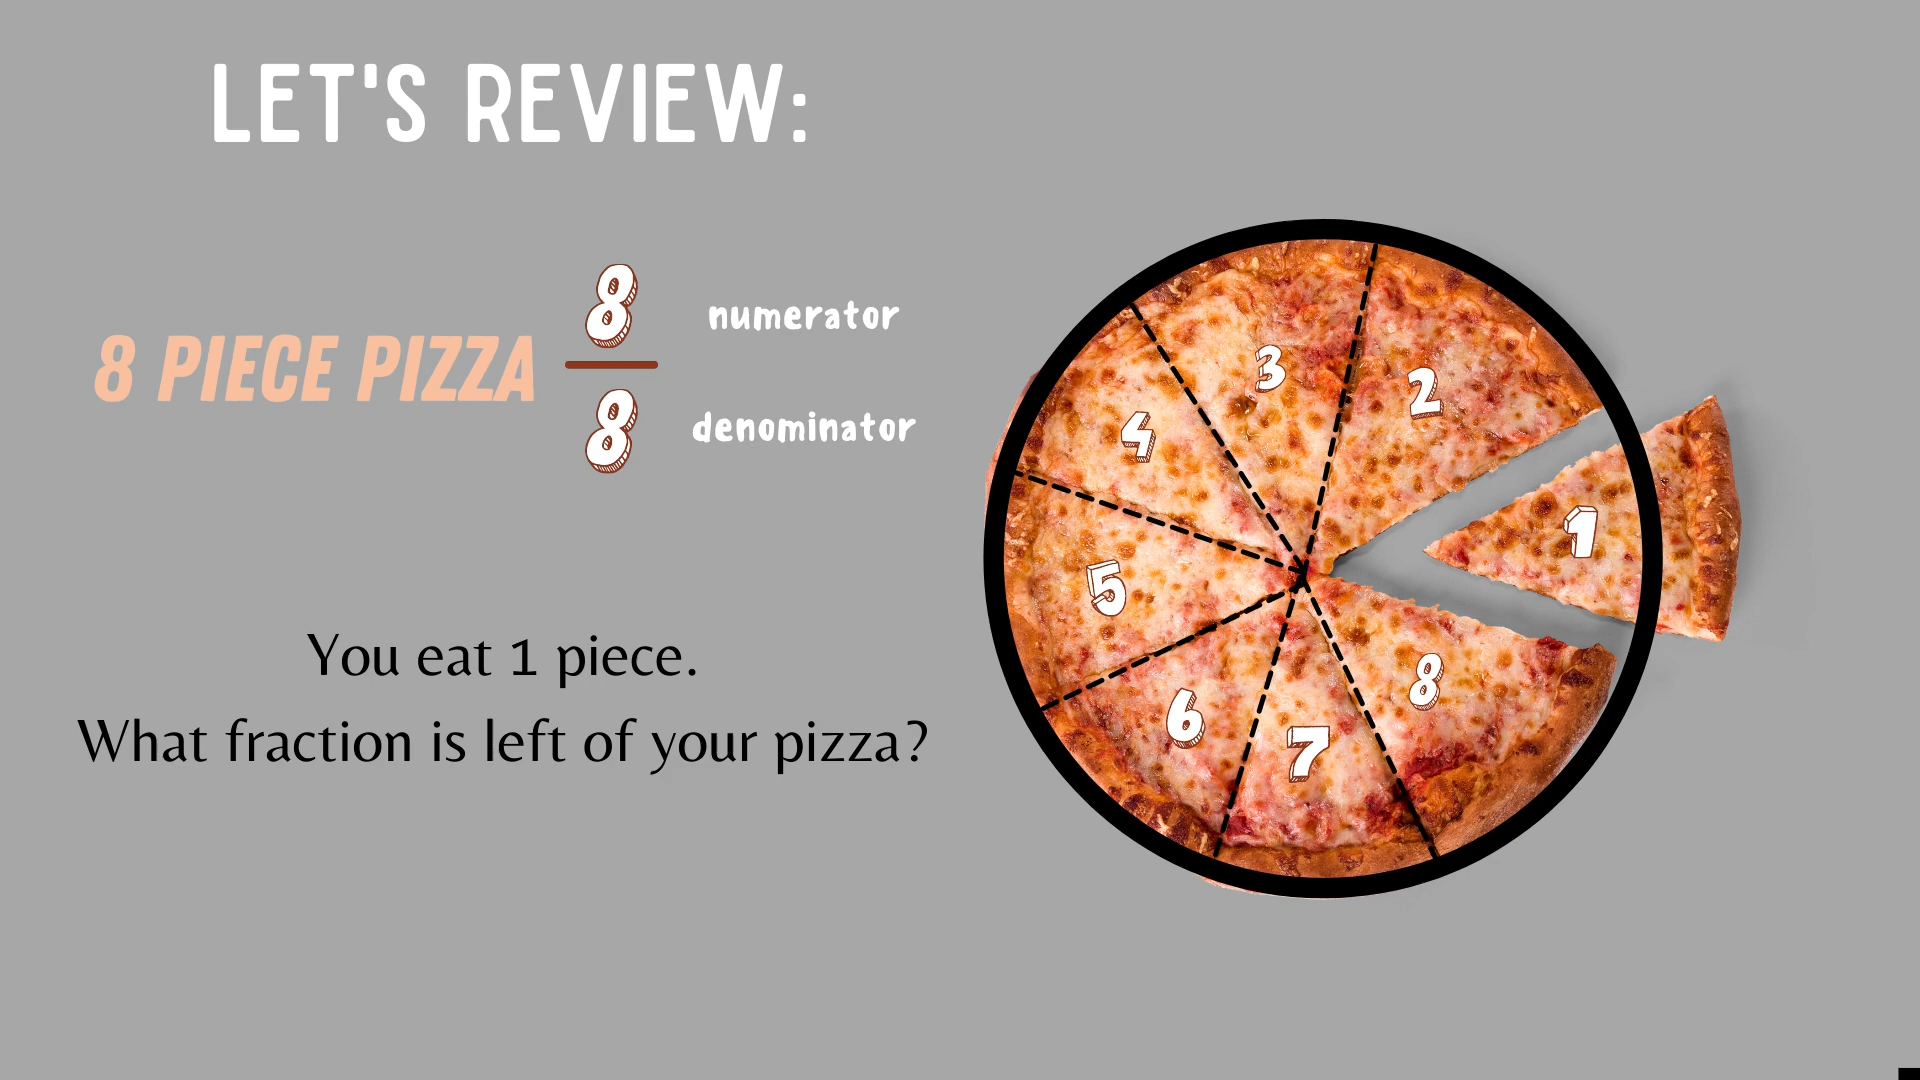 LET'S REVIEW:
8 PIECE PIZZA
8
8
numerator
denominator
You eat 1 piece.
What fraction is left of your pizza?
1
2
3
4
5
6
7
8